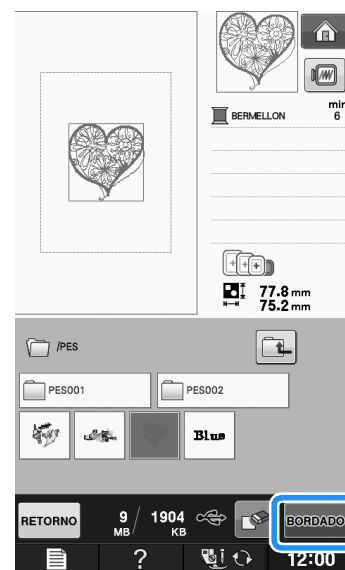 min
BERMELLON 6
77.8 mm
75.2 mm
/PES
PES001 PES002
Blue
RETORNO 9 MB / 1904 KB BORDADO
? 12:00